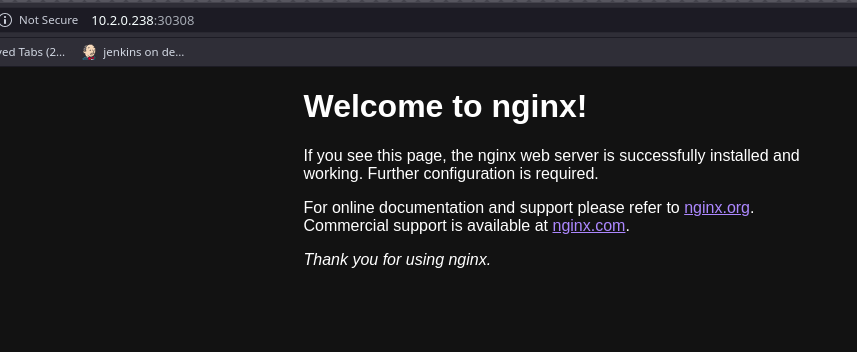 Not Secure 10.2.0.238:30308
ved Tabs (2... jenkins on de...
Welcome to nginx!
If you see this page, the nginx web server is successfully installed and
working. Further configuration is required.
For online documentation and support please refer to nginx.org.
Commercial support is available at nginx.com.
Thank you for using nginx.